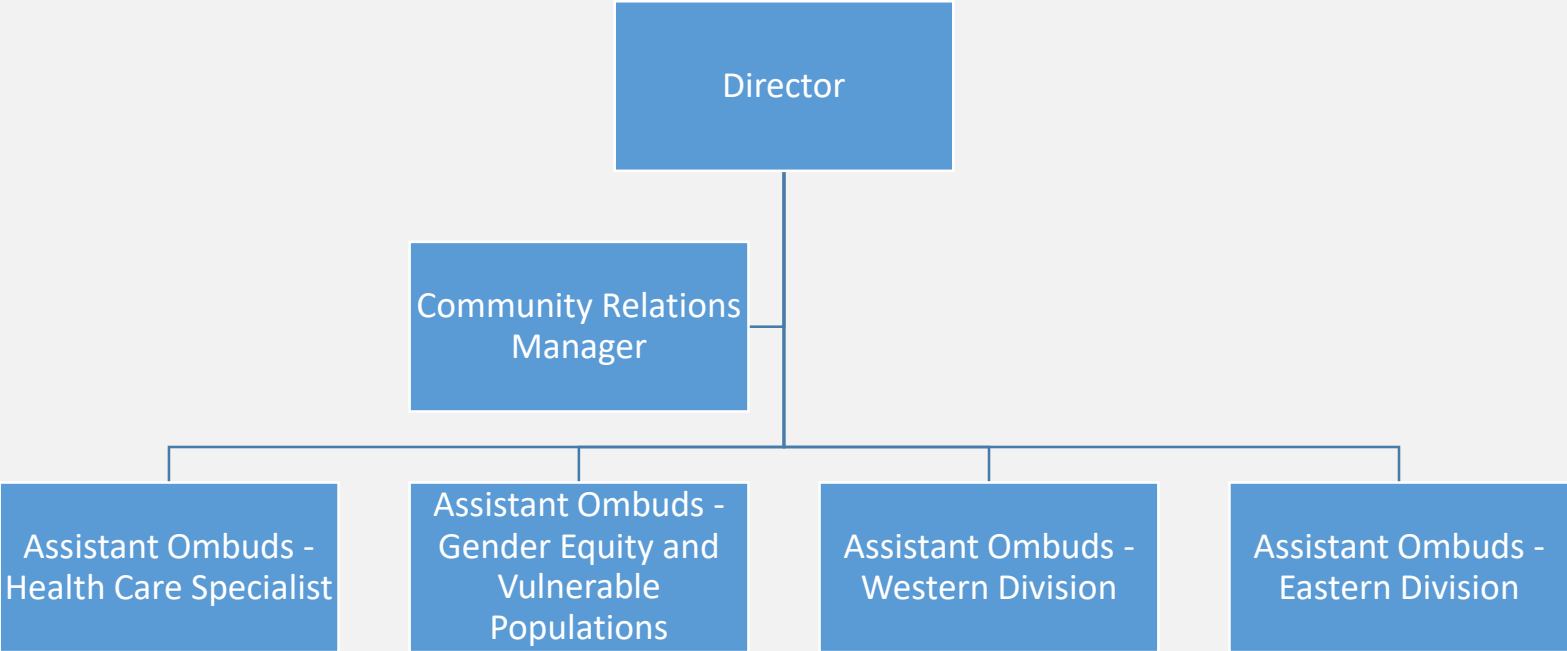 Director
Community Relations
Manager
Assistant Ombuds -
Health Care Specialist
Assistant Ombuds -
Gender Equity and
Vulnerable
Populations
Assistant Ombuds -
Western Division
Assistant Ombuds -
Eastern Division